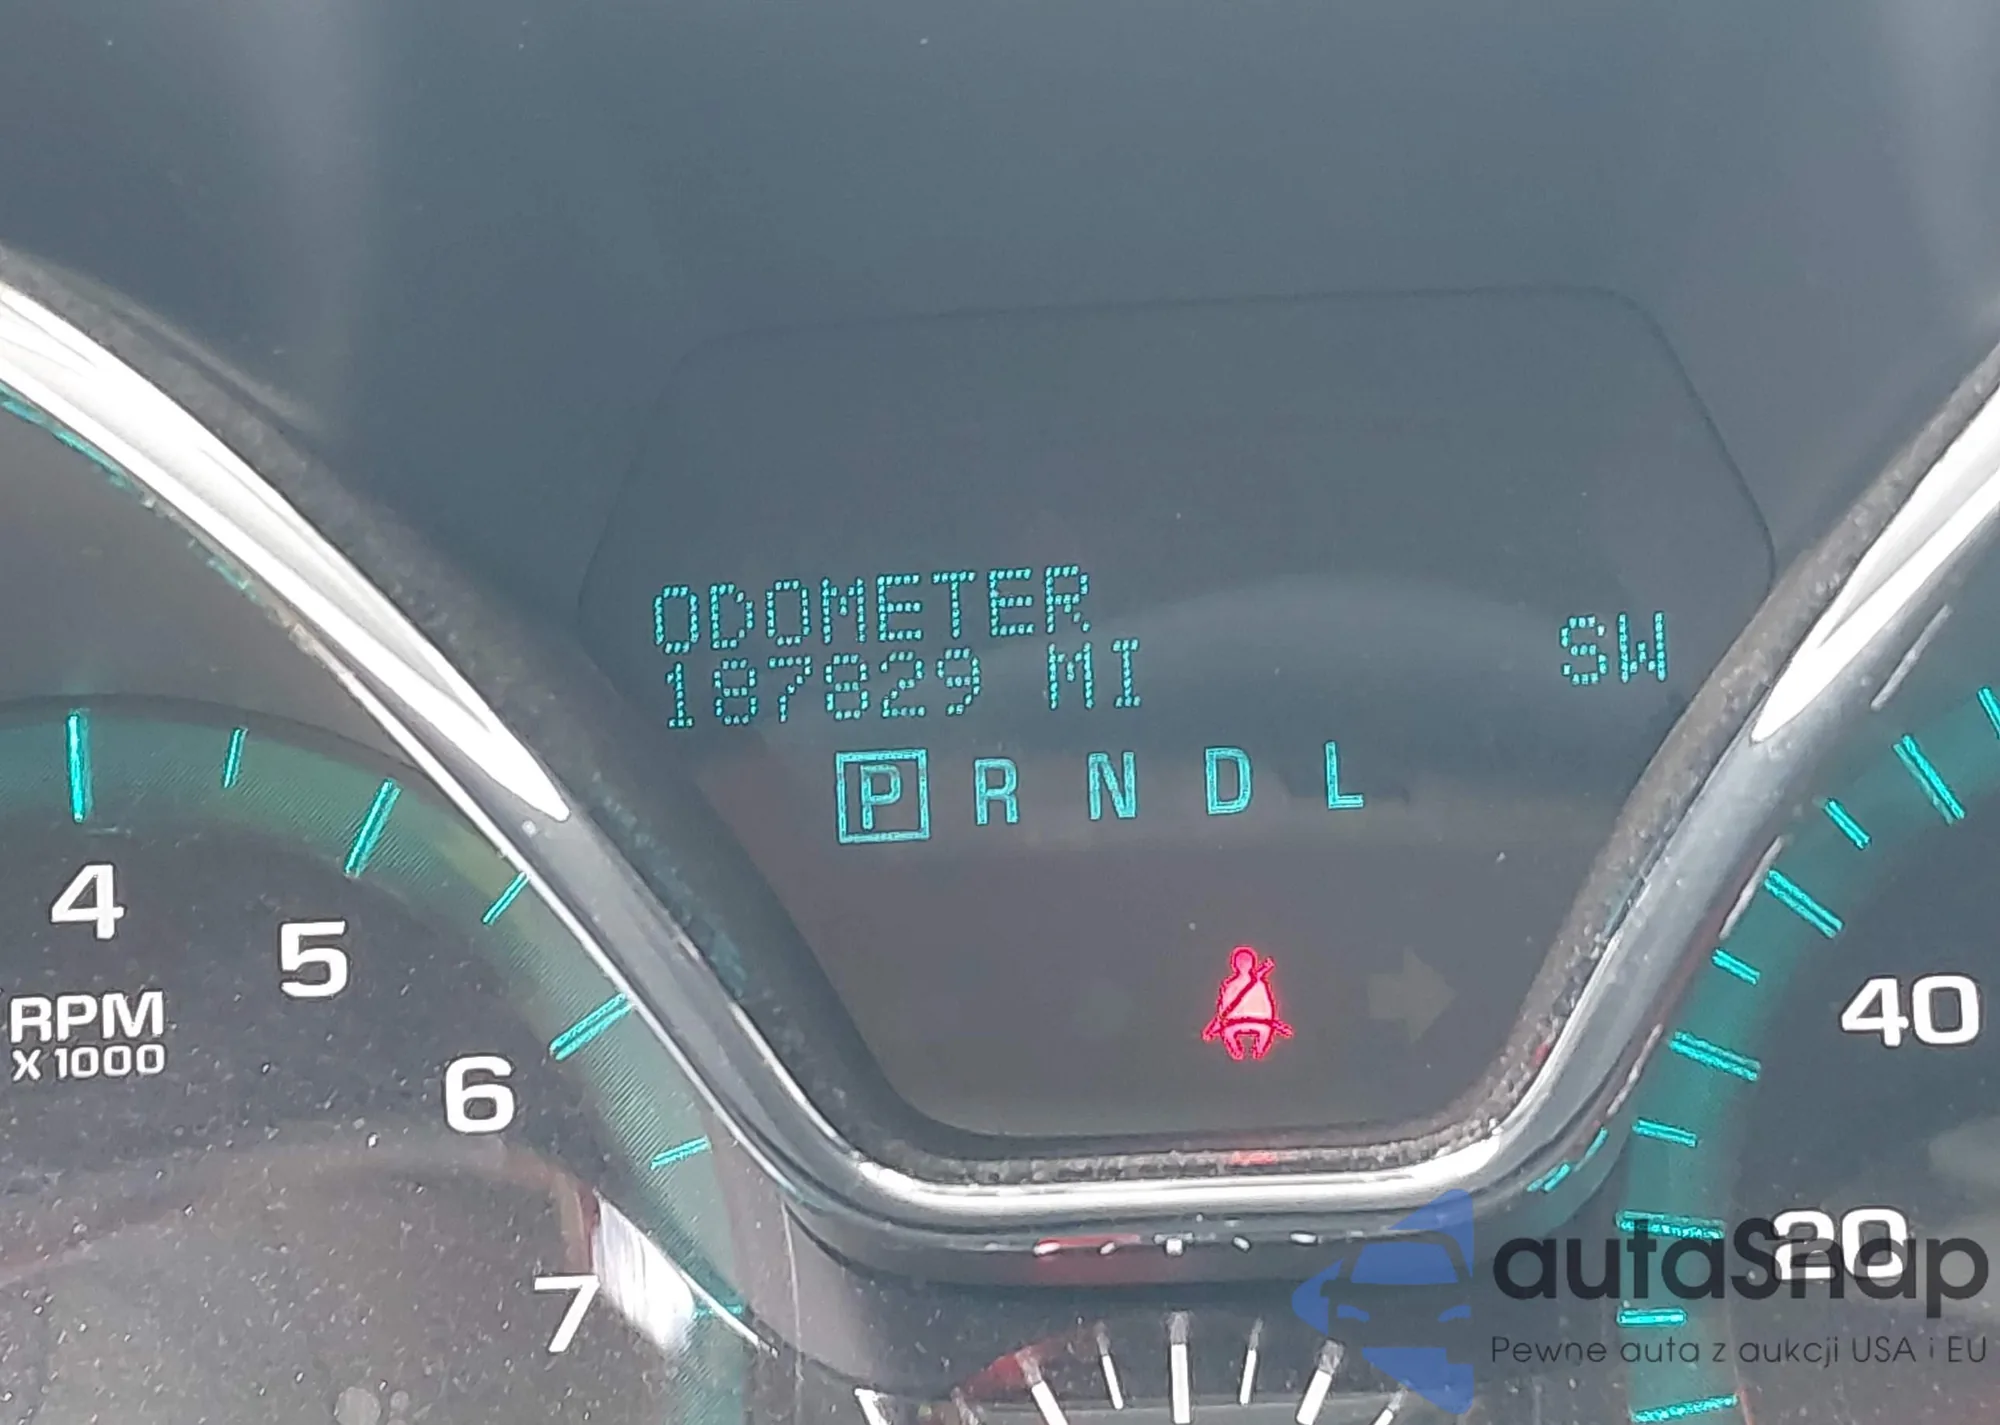 ODOMETER
187829 MI
SW
P R N D L
4
5
6
7
RPM
X 1000
40
20
autaSnap
Pewne auta z aukcji USA i EU